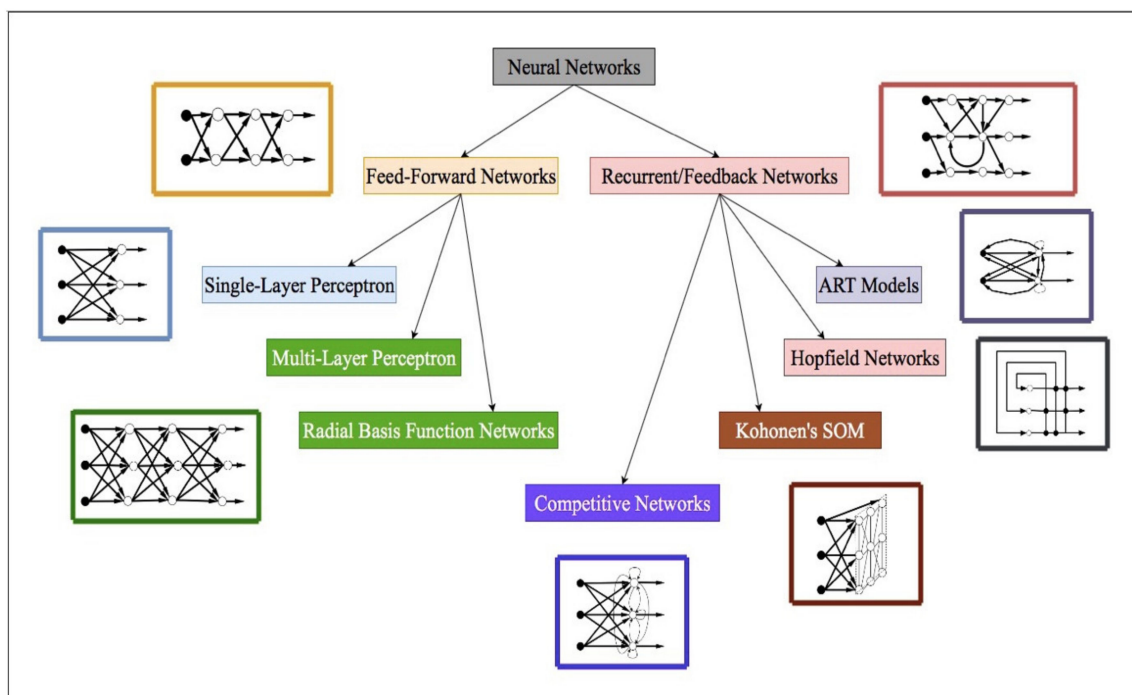 Neural Networks
Feed-Forward Networks
Recurrent/Feedback Networks
Single-Layer Perceptron
ART Models
Multi-Layer Perceptron
Hopfield Networks
Radial Basis Function Networks
Kohonen's SOM
Competitive Networks